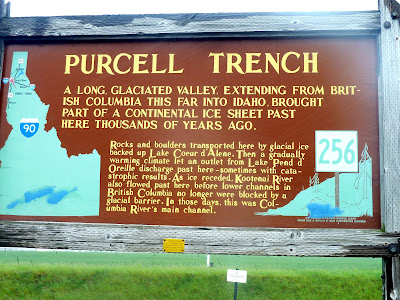 PURCELL TRENCH
A LONG, GLACIATED VALLEY, EXTENDING FROM BRIT-
ISH COLUMBIA THIS FAR INTO IDAHO, BROUGHT
PART OF A CONTINENTAL ICE SHEET PAST
HERE THOUSANDS OF YEARS AGO.
Rocks and boulders transported here by glacial ice
backed up Lake Coeur d'Alene. Then a gradually
warming climate let an outlet from Lake Pend d'
Oreille discharge past here—sometimes with cata-
strophic results. As ice receded, Kootenai River
also flowed past here before lower channels in
British Columbia no longer were blocked by a
glacial barrier. In those days, this was Col-
umbia River's main channel.
90
256